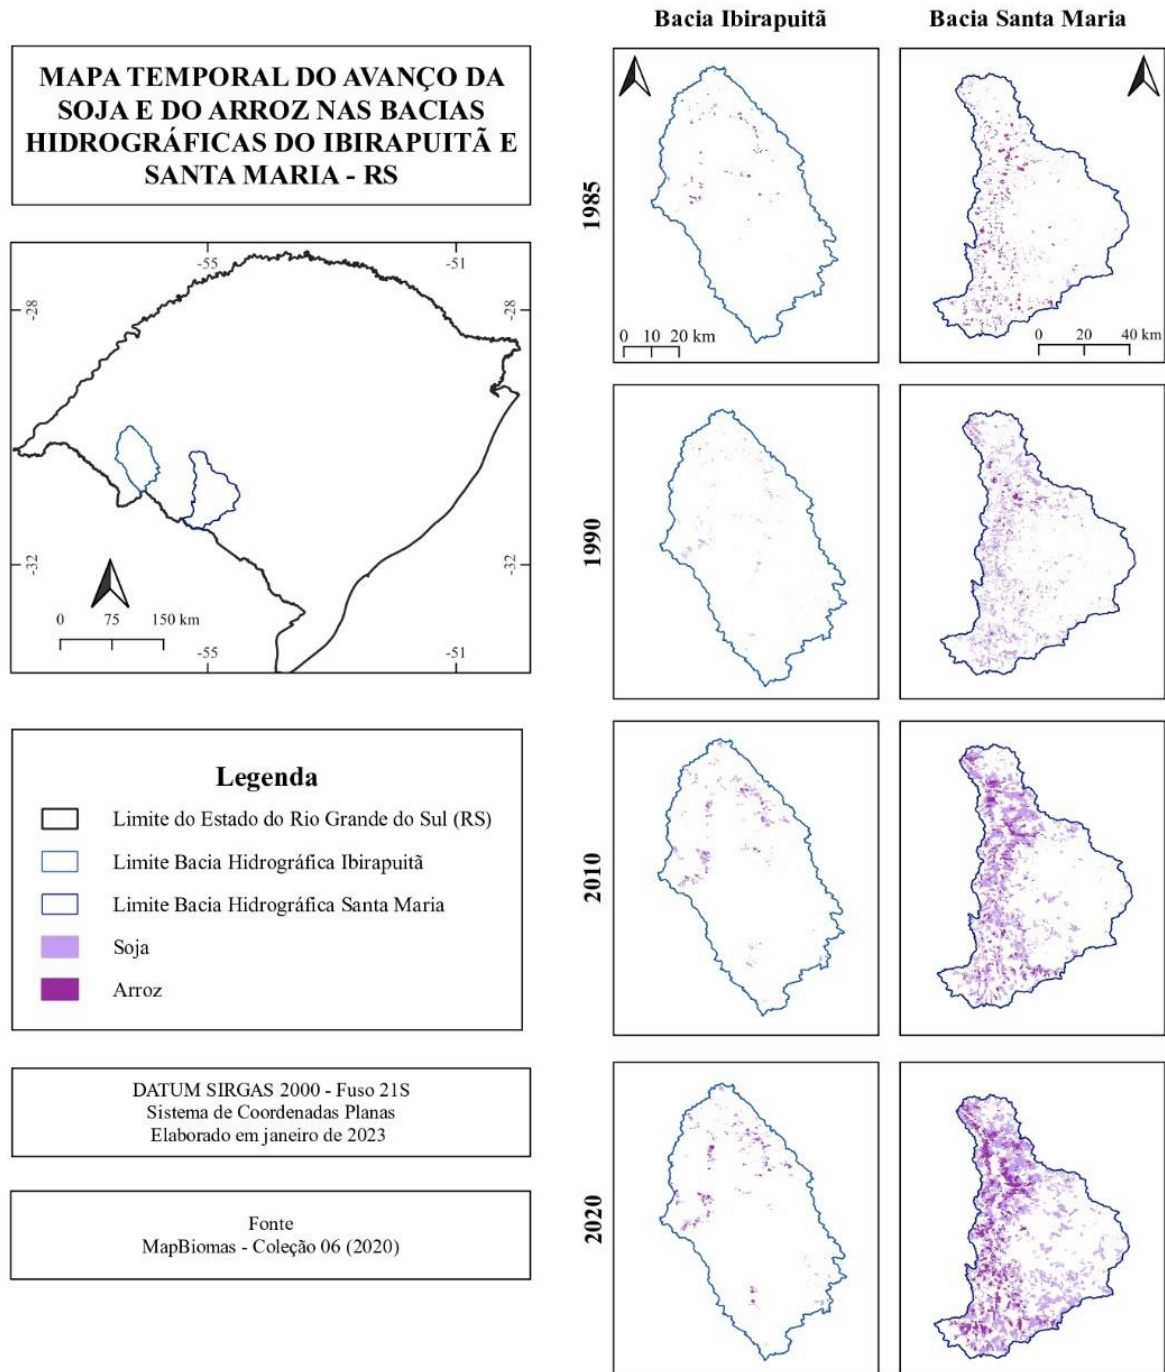 MAPA TEMPORAL DO AVANÇO DA
SOJA E DO ARROZ NAS BACIAS
HIDROGRÁFICAS DO IBIRAPUITÃ E
SANTA MARIA - RS
-55
-51
-28
-28
-32
-32
0 75 150 km
-55
-51
Legenda
Limite do Estado do Rio Grande do Sul (RS)
Limite Bacia Hidrográfica Ibirapuitã
Limite Bacia Hidrográfica Santa Maria
Soja
Arroz
DATUM SIRGAS 2000 - Fuso 21S
Sistema de Coordenadas Planas
Elaborado em janeiro de 2023
Fonte
MapBiomas - Coleção 06 (2020)
Bacia Ibirapuitã
Bacia Santa Maria
1985
0 10 20 km
0 20 40 km
1990
2010
2020